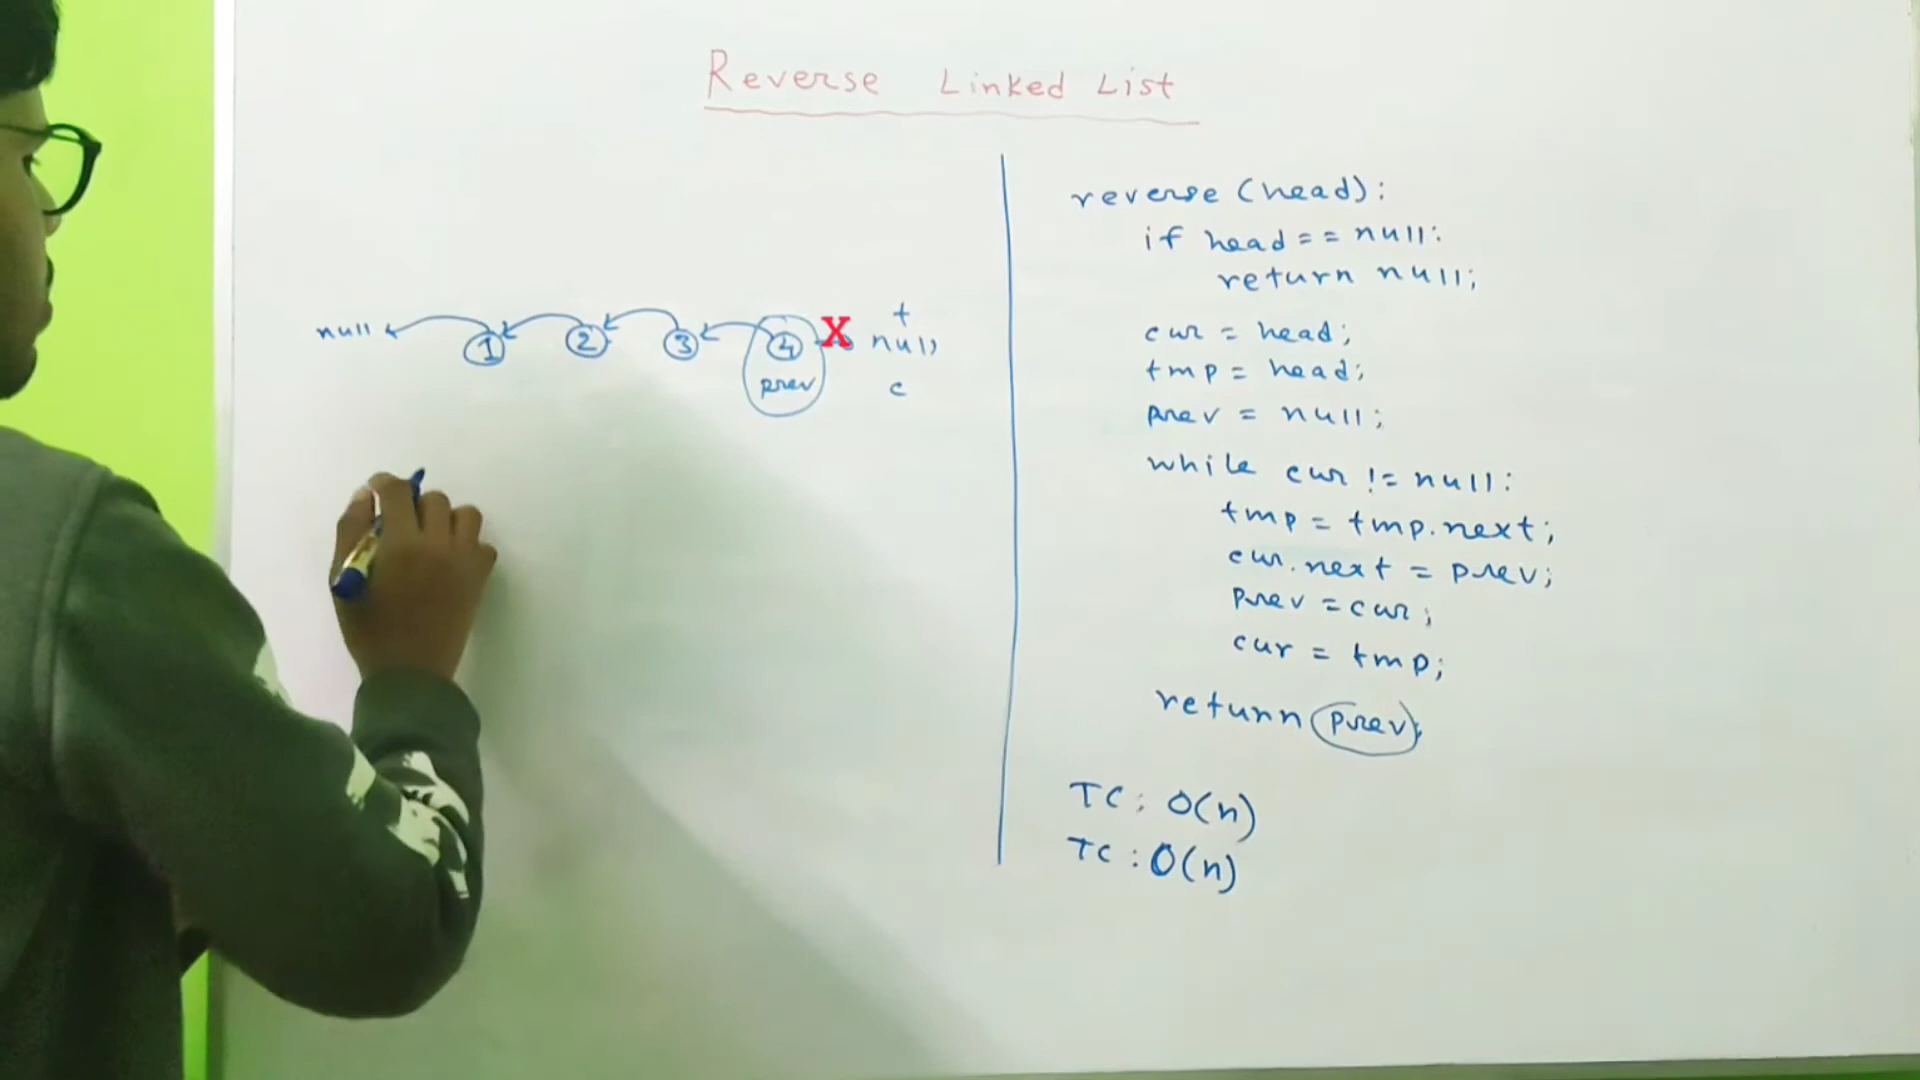 Reverse Linked List
null 1 2 3 4 X null
t
prev c
reverse (head):
if head == null:
return null;
cur = head;
tmp = head;
prev = null;
while cur != null:
tmp = tmp.next;
cur.next = prev;
prev = cur;
cur = tmp;
return prev;
TC: O(n)
TC: O(n)